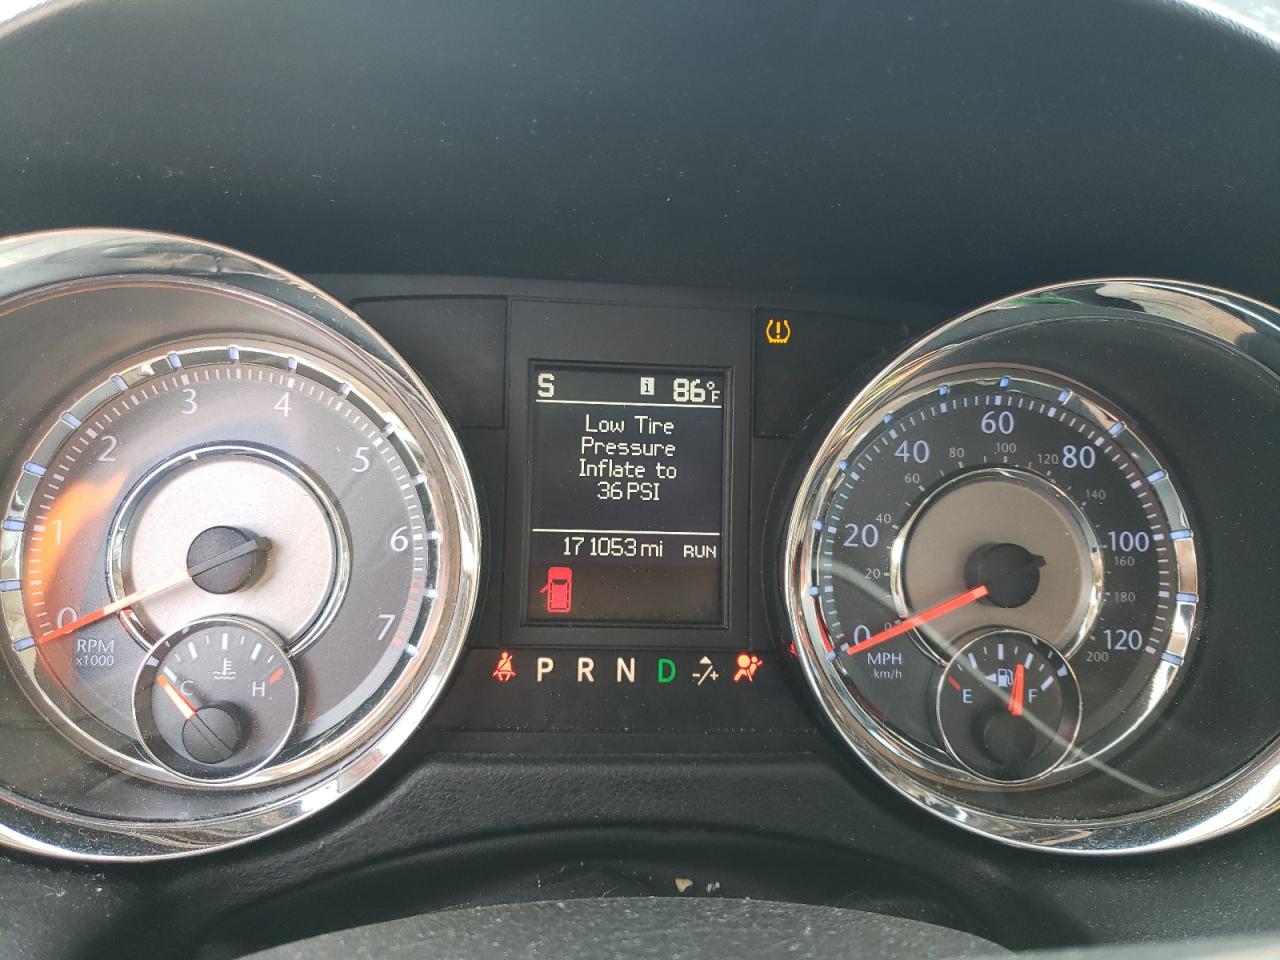 S i 86°F
Low Tire
Pressure
Inflate to
36 PSI
171053 mi RUN
P R N D -/+
0 1 2 3 4 5 6 7
RPM
x1000
C H
0 20 40 60 80 100 120
0 20 40 60 80 100 120 140 160 180 200
MPH
km/h
E F